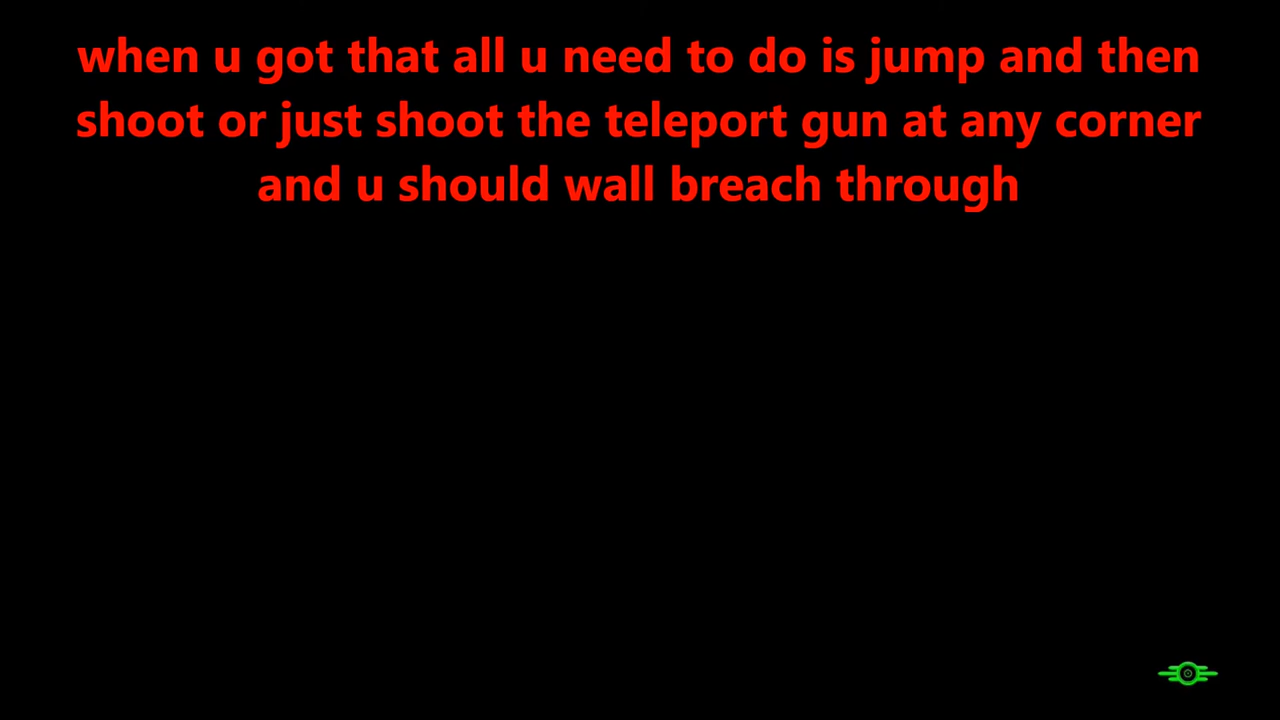 when u got that all u need to do is jump and then
shoot or just shoot the teleport gun at any corner
and u should wall breach through